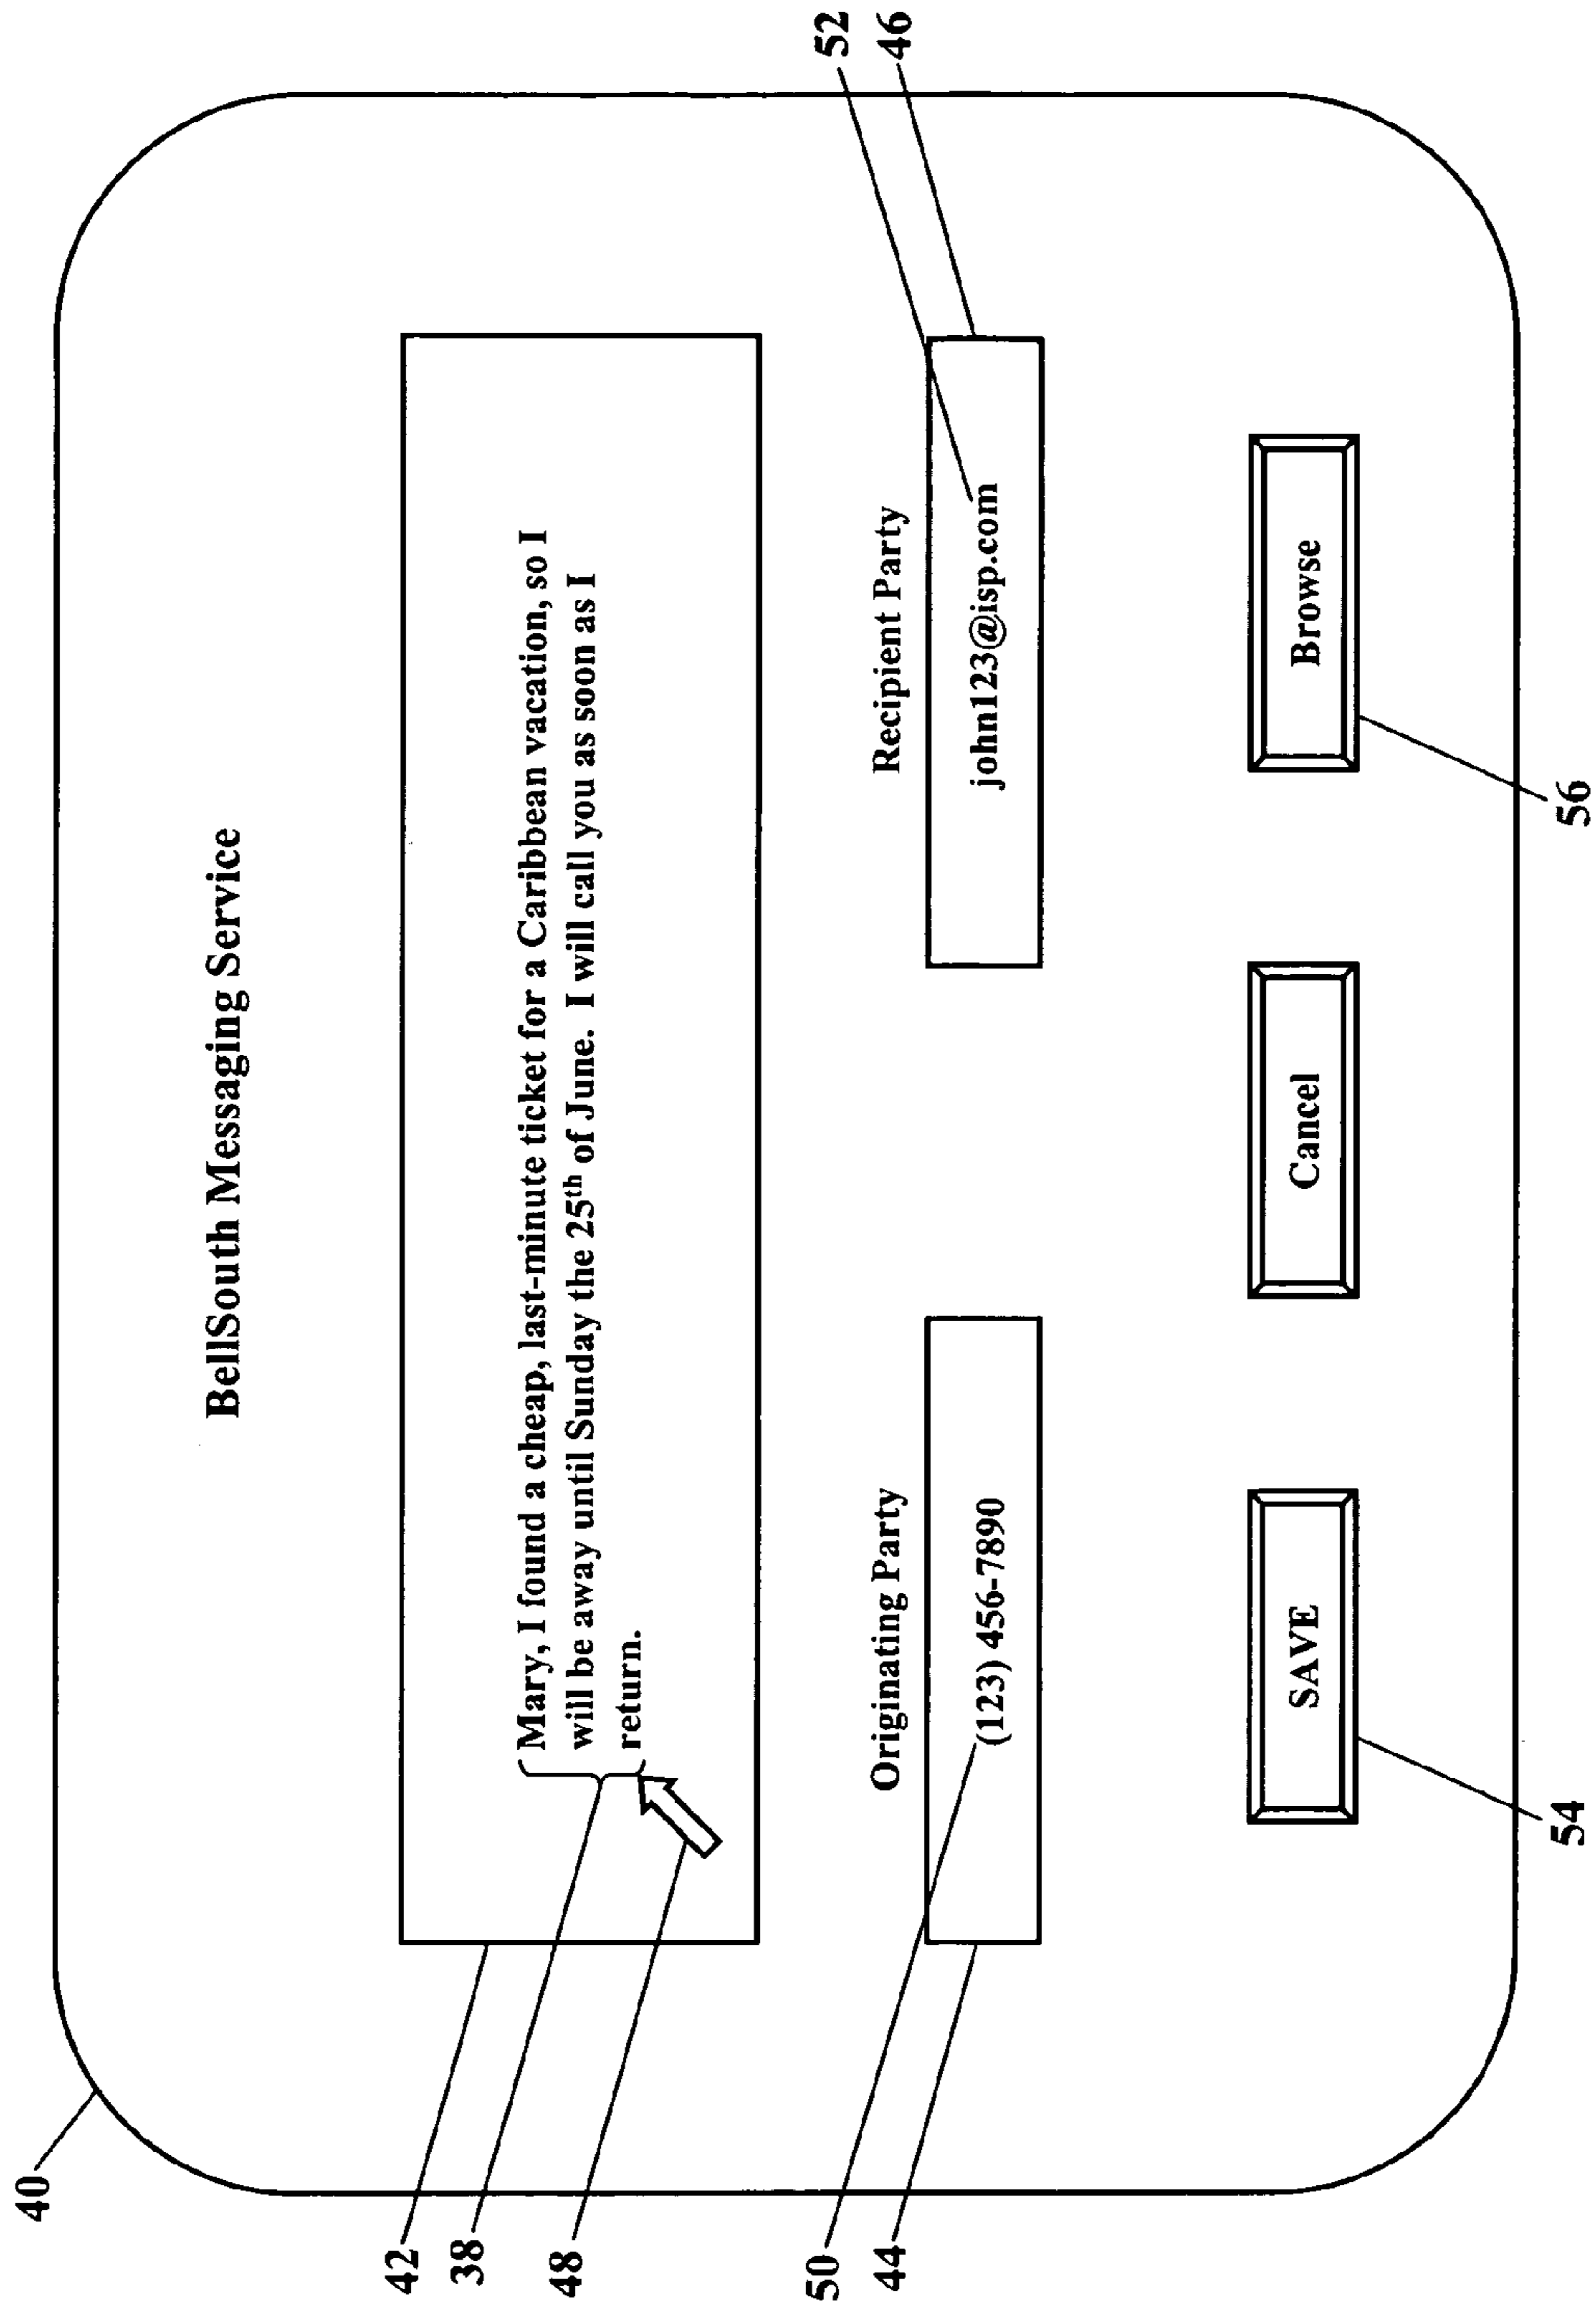 40
BellSouth Messaging Service
42
38
48
Mary, I found a cheap, last-minute ticket for a Caribbean vacation, so I
will be away until Sunday the 25th of June. I will call you as soon as I
return.
52
46
50
44
Originating Party
Recipient Party
(123) 456-7890
john123@isp.com
SAVE
Cancel
Browse
54
56